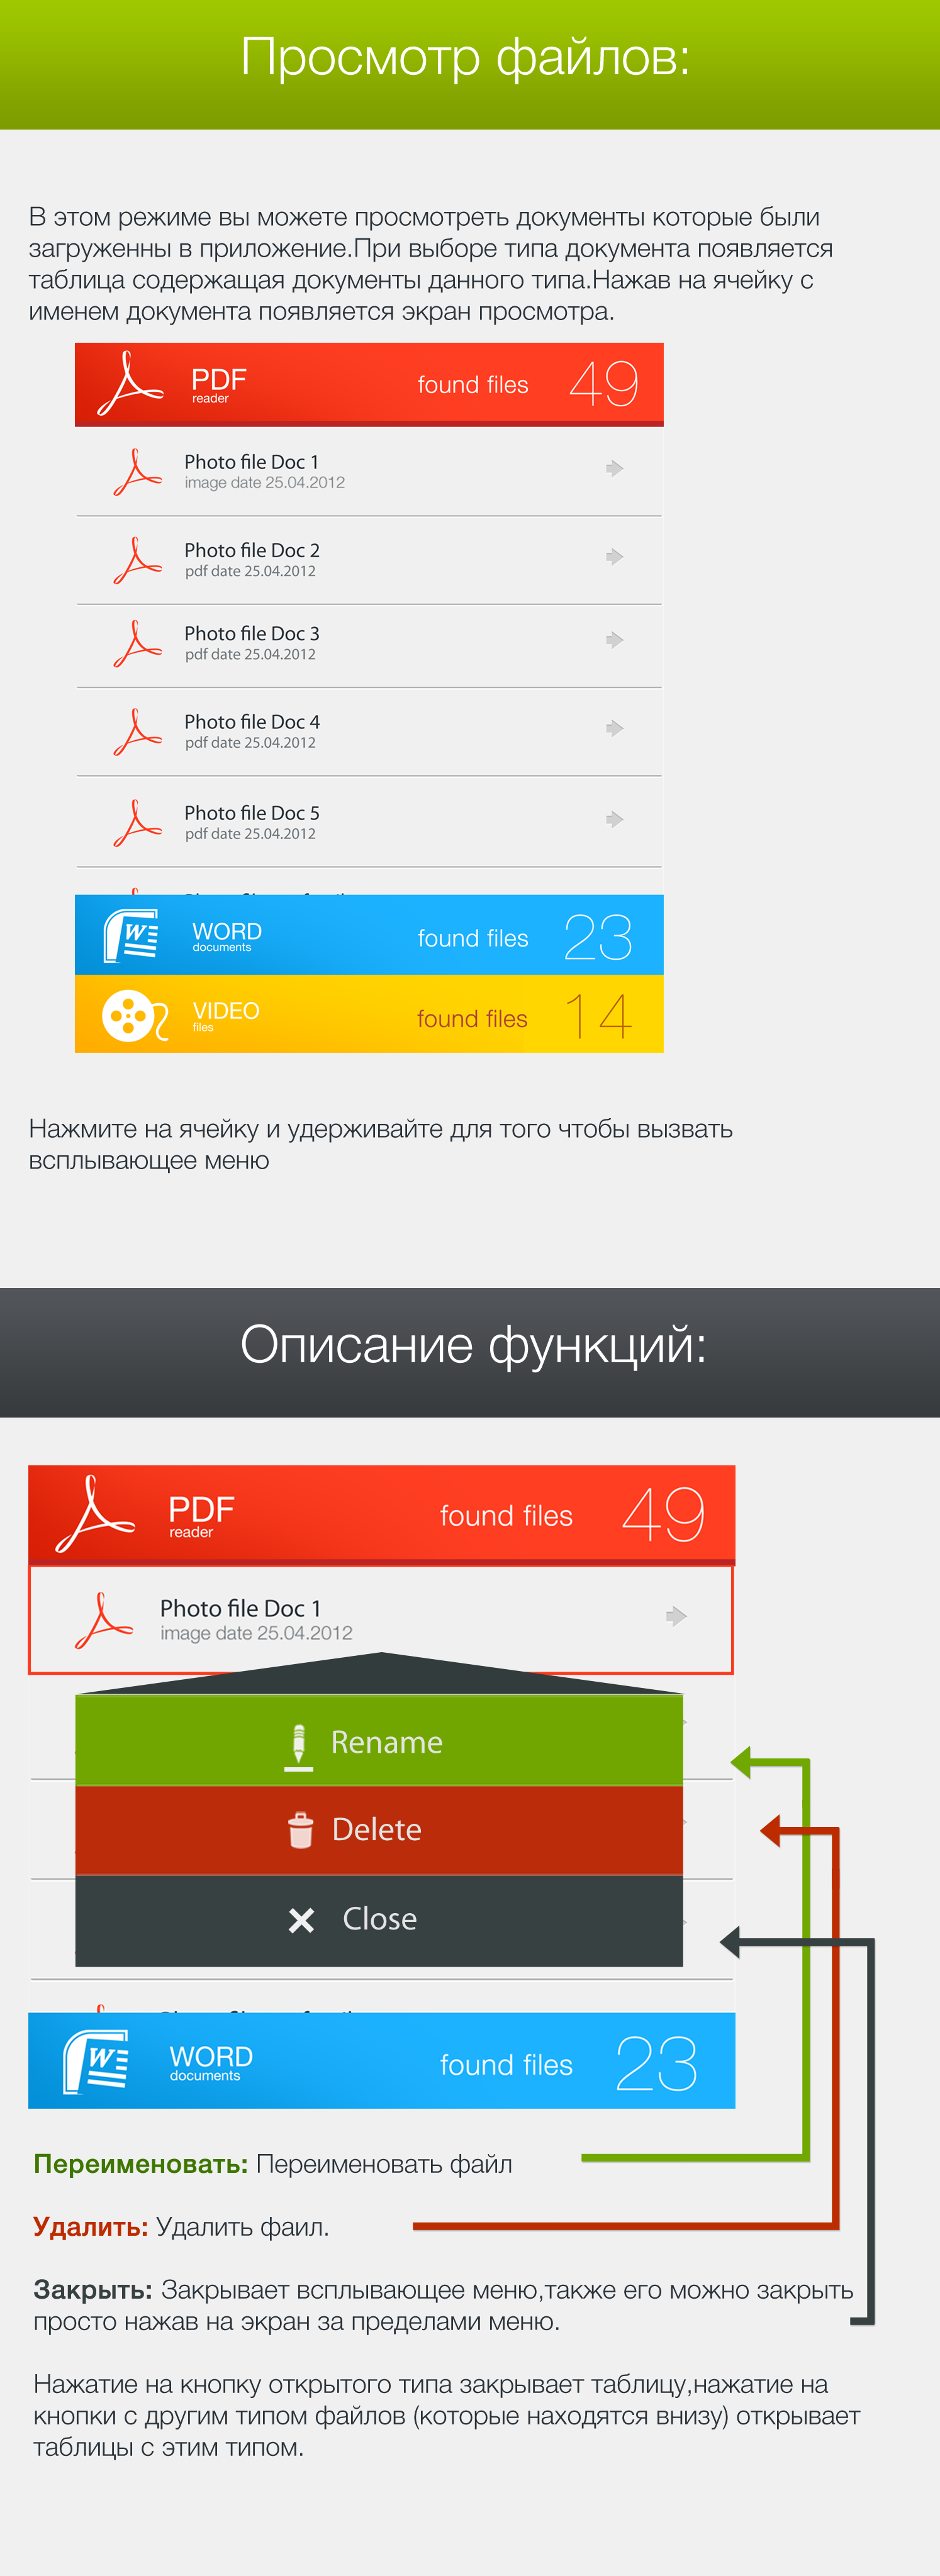 Просмотр файлов:
В этом режиме вы можете просмотреть документы которые были
загруженны в приложение.При выборе типа документа появляется
таблица содержащая документы данного типа.Нажав на ячейку с
именем документа появляется экран просмотра.
PDF
reader
found files 49
Photo file Doc 1
image date 25.04.2012
Photo file Doc 2
pdf date 25.04.2012
Photo file Doc 3
pdf date 25.04.2012
Photo file Doc 4
pdf date 25.04.2012
Photo file Doc 5
pdf date 25.04.2012
W
WORD
documents
found files 23
VIDEO
files
found files 14
Нажмите на ячейку и удерживайте для того чтобы вызвать
всплывающее меню
Описание функций:
PDF
reader
found files 49
Photo file Doc 1
image date 25.04.2012
Rename
Delete
Close
W
WORD
documents
found files 23
Переименовать: Переименовать файл
Удалить: Удалить фаил.
Закрыть: Закрывает всплывающее меню,также его можно закрыть
просто нажав на экран за пределами меню.
Нажатие на кнопку открытого типа закрывает таблицу,нажатие на
кнопки с другим типом файлов (которые находятся внизу) открывает
таблицы с этим типом.